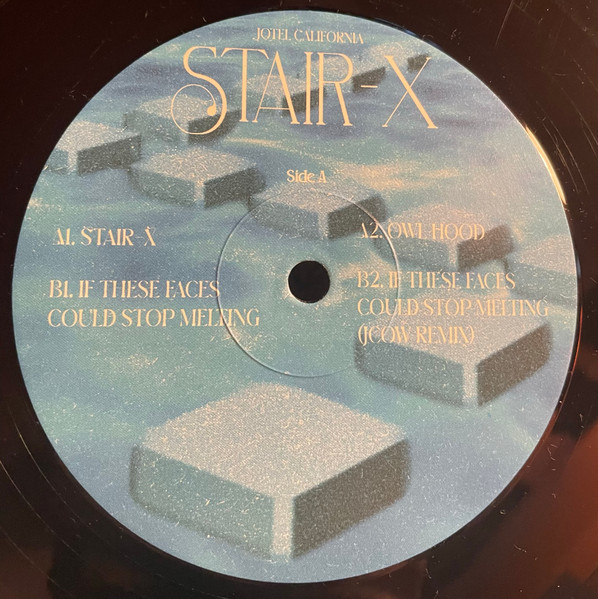 JOTEL CALIFORNIA
STAIR-X
Side A
A1. STAIR-X
A2. OWL HOOD
B1. IF THESE FACES
COULD STOP MELTING
B2. IF THESE FACES
COULD STOP MELTING
(JCOW REMIX)